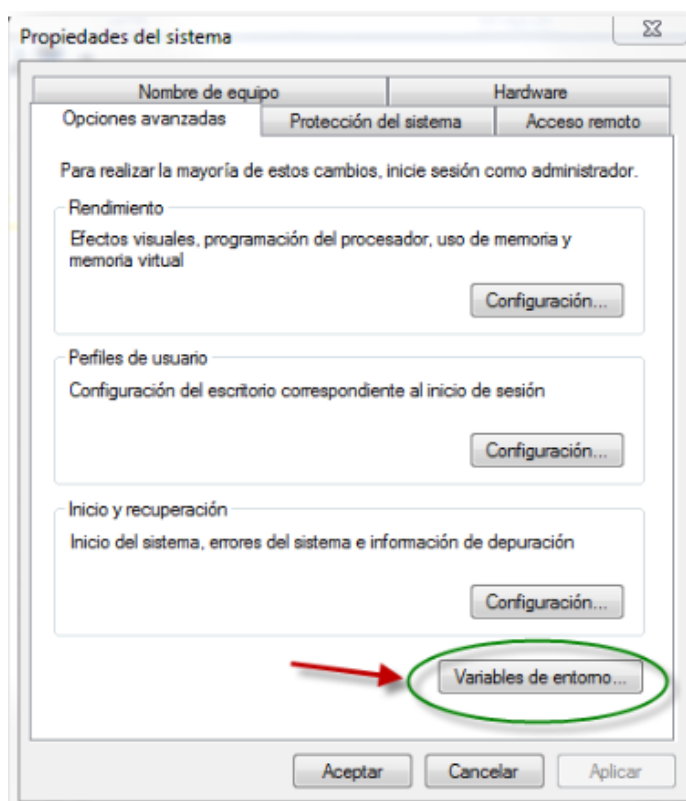 Propiedades del sistema
Nombre de equipo
Hardware
Opciones avanzadas
Protección del sistema
Acceso remoto
Para realizar la mayoría de estos cambios, inicie sesión como administrador.
Rendimiento
Efectos visuales, programación del procesador, uso de memoria y
memoria virtual
Configuración...
Perfiles de usuario
Configuración del escritorio correspondiente al inicio de sesión
Configuración...
Inicio y recuperación
Inicio del sistema, errores del sistema e información de depuración
Configuración...
Variables de entorno...
Aceptar
Cancelar
Aplicar